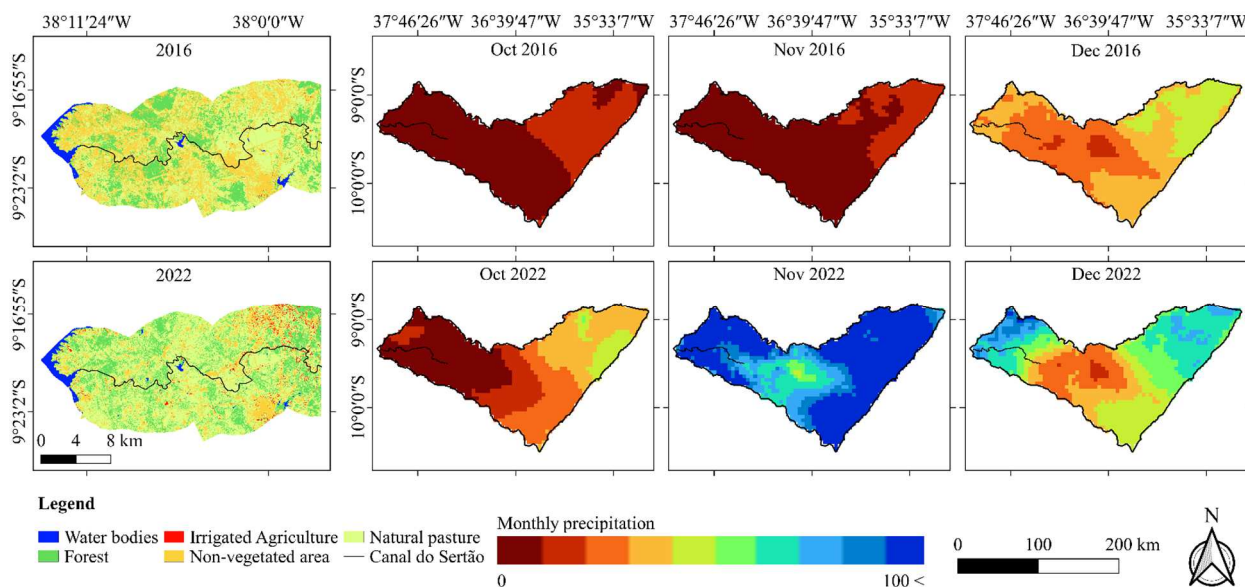 38°11′24″W 38°0′0″W 37°46′26″W 36°39′47″W 35°33′7″W 37°46′26″W 36°39′47″W 35°33′7″W
2016 Oct 2016 Nov 2016 Dec 2016
9°16′55″S
9°23′2″S
9°0′0″S
10°0′0″S
2022 Oct 2022 Nov 2022 Dec 2022
9°16′55″S
9°23′2″S
9°0′0″S
10°0′0″S
0 4 8 km
37°46′26″W 36°39′47″W 35°33′7″W
Legend
Water bodies Irrigated Agriculture Natural pasture
Forest Non-vegetated area Canal do Sertão
Monthly precipitation
0 100 <
0 100 200 km
N